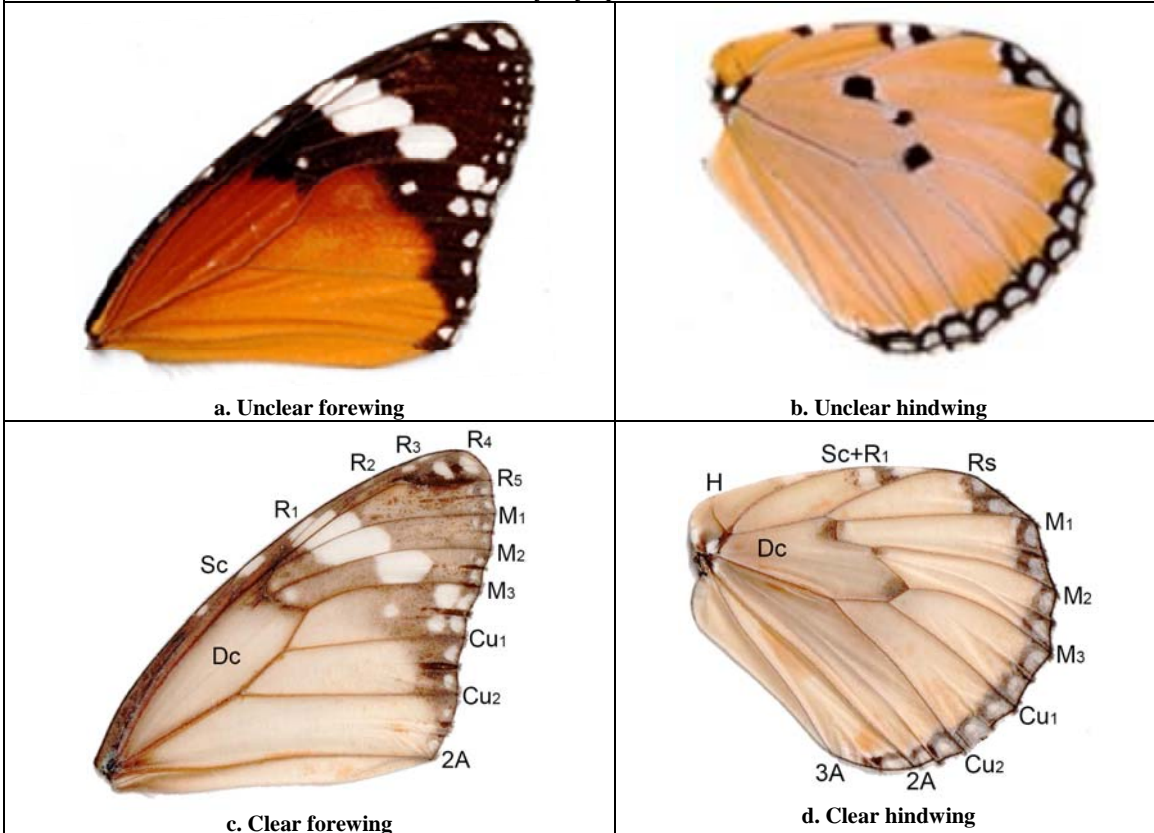 a. Unclear forewing
b. Unclear hindwing
R4
R3
R2
R5
R1
M1
Sc
M2
M3
Dc
Cu1
Cu2
2A
c. Clear forewing
Sc+R1
Rs
H
M1
Dc
M2
M3
Cu1
Cu2
3A
2A
d. Clear hindwing